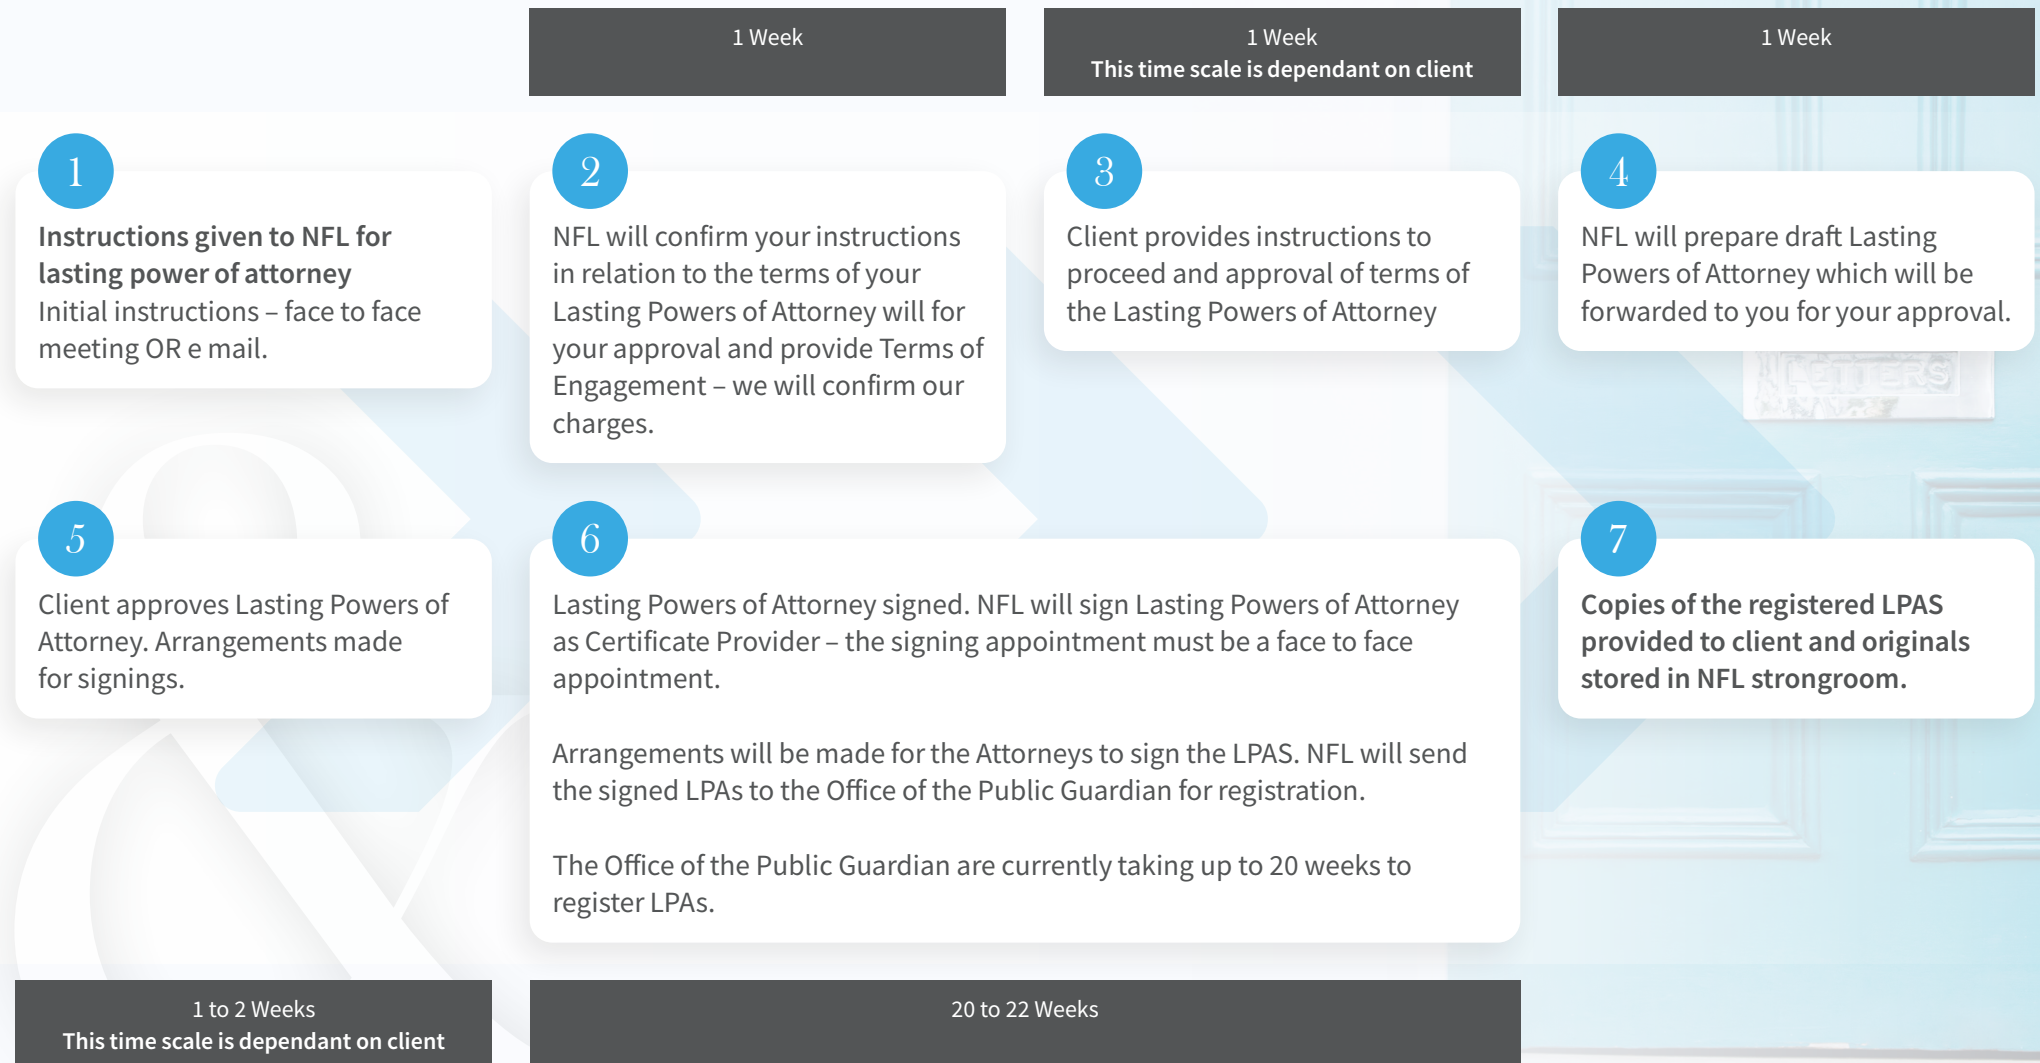 1 Week
1 Week
This time scale is dependant on client
1 Week
1
Instructions given to NFL for
lasting power of attorney
Initial instructions – face to face
meeting OR e mail.
2
NFL will confirm your instructions
in relation to the terms of your
Lasting Powers of Attorney will for
your approval and provide Terms of
Engagement – we will confirm our
charges.
3
Client provides instructions to
proceed and approval of terms of
the Lasting Powers of Attorney
4
NFL will prepare draft Lasting
Powers of Attorney which will be
forwarded to you for your approval.
LETTERS
5
Client approves Lasting Powers of
Attorney. Arrangements made
for signings.
6
Lasting Powers of Attorney signed. NFL will sign Lasting Powers of Attorney
as Certificate Provider – the signing appointment must be a face to face
appointment.
Arrangements will be made for the Attorneys to sign the LPAS. NFL will send
the signed LPAs to the Office of the Public Guardian for registration.
The Office of the Public Guardian are currently taking up to 20 weeks to
register LPAs.
7
Copies of the registered LPAS
provided to client and originals
stored in NFL strongroom.
&
1 to 2 Weeks
This time scale is dependant on client
20 to 22 Weeks